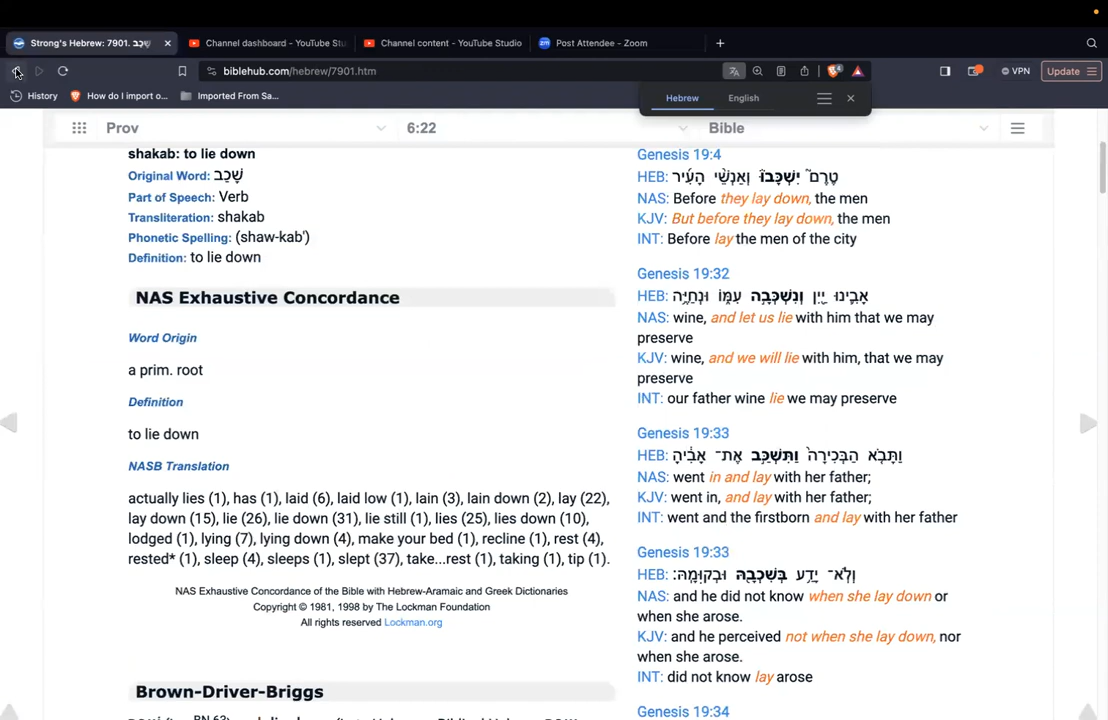 Strong's Hebrew: 7901. שָׁכַב
Channel dashboard - YouTube Stu
Channel content - YouTube Studio
Post Attendee - Zoom
biblehub.com/hebrew/7901.htm
VPN
Update
History
How do I import o...
Imported From Sa...
Hebrew
English
Prov
6:22
Bible
shakab: to lie down
Original Word: שָׁכַב
Part of Speech: Verb
Transliteration: shakab
Phonetic Spelling: (shaw-kab')
Definition: to lie down
NAS Exhaustive Concordance
Word Origin
a prim. root
Definition
to lie down
NASB Translation
actually lies (1), has (1), laid (6), laid low (1), lain (3), lain down (2), lay (22),
lay down (15), lie (26), lie down (31), lie still (1), lies (25), lies down (10),
lodged (1), lying (7), lying down (4), make your bed (1), recline (1), rest (4),
rested* (1), sleep (4), sleeps (1), slept (37), take...rest (1), taking (1), tip (1).
NAS Exhaustive Concordance of the Bible with Hebrew-Aramaic and Greek Dictionaries
Copyright © 1981, 1998 by The Lockman Foundation
All rights reserved Lockman.org
Brown-Driver-Briggs
Genesis 19:4
HEB: טֶרֶם֮ יִשְׁכָּבוּ֒ וְאַנְשֵׁ֨י הָעִ֜יר
NAS: Before they lay down, the men
KJV: But before they lay down, the men
INT: Before lay the men of the city
Genesis 19:32
HEB: אָבִ֛ינוּ יַ֖יִן וְנִשְׁכְּבָ֣ה עִמּ֑וֹ וּנְחַיֶּ֥ה
NAS: wine, and let us lie with him that we may
preserve
KJV: wine, and we will lie with him, that we may
preserve
INT: our father wine lie we may preserve
Genesis 19:33
HEB: וַתָּבֹ֤א הַבְּכִירָה֙ וַתִּשְׁכַּ֣ב אֶת־ אָבִ֔יהָ
NAS: went in and lay with her father;
KJV: went in, and lay with her father;
INT: went and the firstborn and lay with her father
Genesis 19:33
HEB: וְלֹֽא־ יָדַ֥ע בְּשִׁכְבָ֖הּ וּבְקוּמָֽהּ׃
NAS: and he did not know when she lay down or
when she arose.
KJV: and he perceived not when she lay down, nor
when she arose.
INT: did not know lay arose
Genesis 19:34